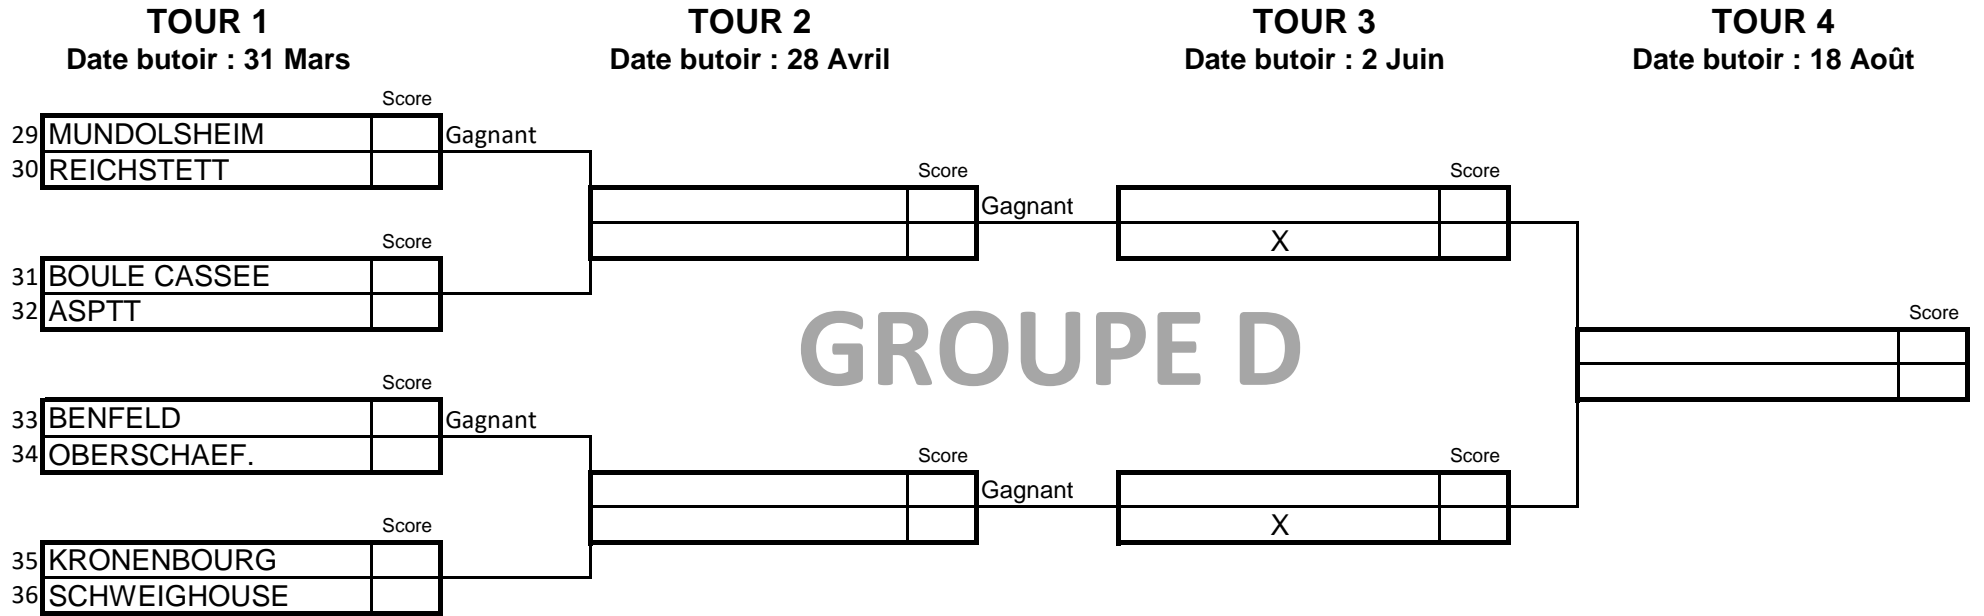 TOUR 1
Date butoir : 31 Mars
TOUR 2
Date butoir : 28 Avril
TOUR 3
Date butoir : 2 Juin
TOUR 4
Date butoir : 18 Août
Score
29 MUNDOLSHEIM Gagnant
30 REICHSTETT
Score
31 BOULE CASSEE
32 ASPTT
Score
33 BENFELD Gagnant
34 OBERSCHAEF.
Score
35 KRONENBOURG
36 SCHWEIGHOUSE
Score
Gagnant
Score
Gagnant
Score
X
Score
X
Score
GROUPE D